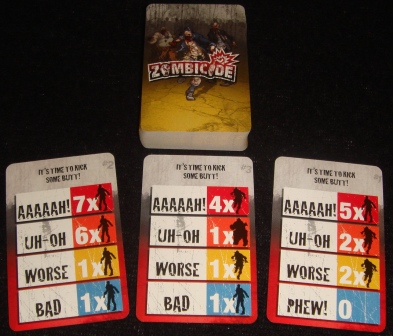 ZOMBICIDE
IT'S TIME TO KICK
SOME BUTT!
AAAAAH! 7x
UH-OH 6x
WORSE 1x
BAD 1x
IT'S TIME TO KICK
SOME BUTT!
AAAAAH! 4x
UH-OH 1x
WORSE 1x
BAD 1x
IT'S TIME TO KICK
SOME BUTT!
AAAAAH! 5x
UH-OH 2x
WORSE 2x
PHEW! 0